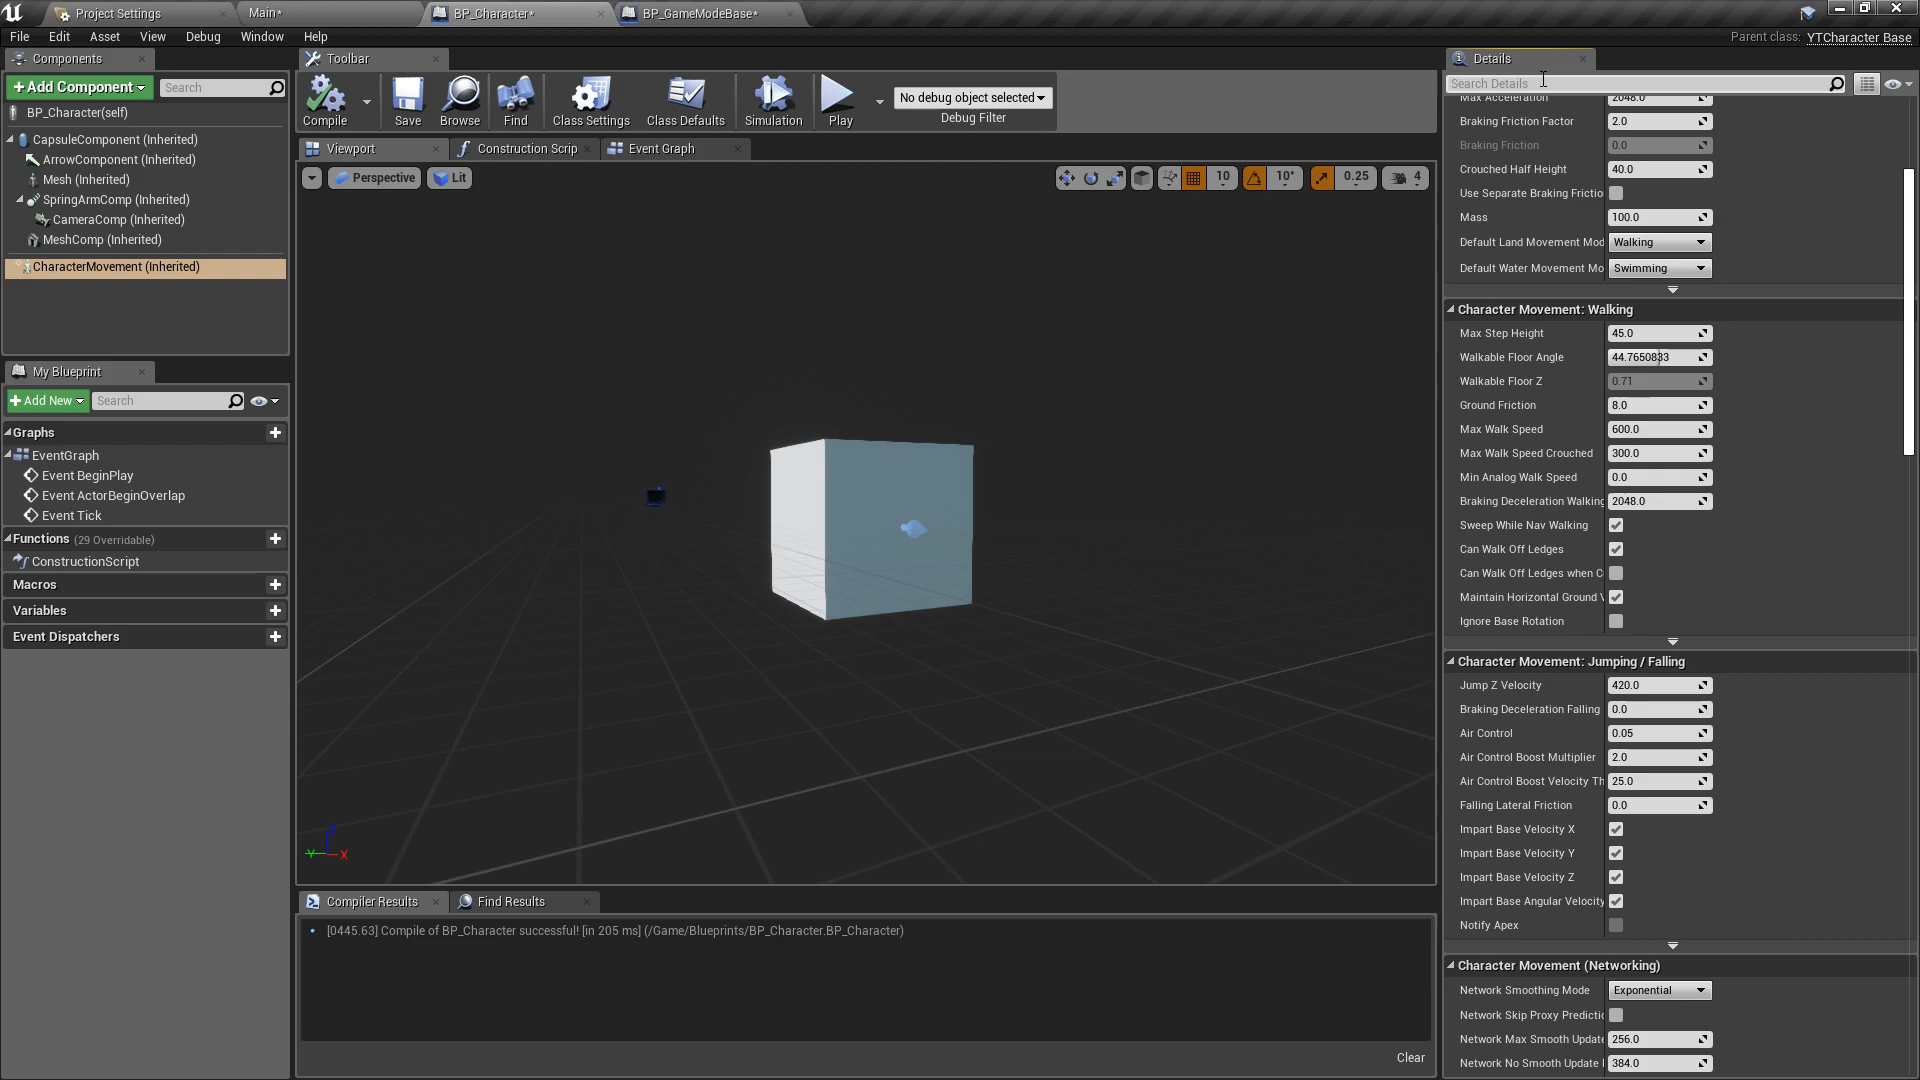 Project Settings
Main*
BP_Character*
BP_GameModeBase*
File Edit Asset View Debug Window Help
Parent class: YTCharacter Base
Components
+Add Component
Search
BP_Character(self)
CapsuleComponent (Inherited)
ArrowComponent (Inherited)
Mesh (Inherited)
SpringArmComp (Inherited)
CameraComp (Inherited)
MeshComp (Inherited)
CharacterMovement (Inherited)
My Blueprint
+Add New
Search
Graphs
EventGraph
Event BeginPlay
Event ActorBeginOverlap
Event Tick
Functions (29 Overridable)
ConstructionScript
Macros
Variables
Event Dispatchers
Toolbar
Compile
Save
Browse
Find
Class Settings
Class Defaults
Simulation
Play
No debug object selected
Debug Filter
Viewport
Construction Scrip
Event Graph
Perspective
Lit
10
10°
0.25
4
Z
Y
X
Compiler Results
Find Results
[0445.63] Compile of BP_Character successful! [in 205 ms] (/Game/Blueprints/BP_Character.BP_Character)
Clear
Details
Search Details
Max Acceleration 2048.0
Braking Friction Factor 2.0
Braking Friction 0.0
Crouched Half Height 40.0
Use Separate Braking Frictio
Mass 100.0
Default Land Movement Mod Walking
Default Water Movement Mo Swimming
Character Movement: Walking
Max Step Height 45.0
Walkable Floor Angle 44.7650833
Walkable Floor Z 0.71
Ground Friction 8.0
Max Walk Speed 600.0
Max Walk Speed Crouched 300.0
Min Analog Walk Speed 0.0
Braking Deceleration Walking 2048.0
Sweep While Nav Walking
Can Walk Off Ledges
Can Walk Off Ledges when C
Maintain Horizontal Ground V
Ignore Base Rotation
Character Movement: Jumping / Falling
Jump Z Velocity 420.0
Braking Deceleration Falling 0.0
Air Control 0.05
Air Control Boost Multiplier 2.0
Air Control Boost Velocity Th 25.0
Falling Lateral Friction 0.0
Impart Base Velocity X
Impart Base Velocity Y
Impart Base Velocity Z
Impart Base Angular Velocity
Notify Apex
Character Movement (Networking)
Network Smoothing Mode Exponential
Network Skip Proxy Predictio
Network Max Smooth Update 256.0
Network No Smooth Update 384.0